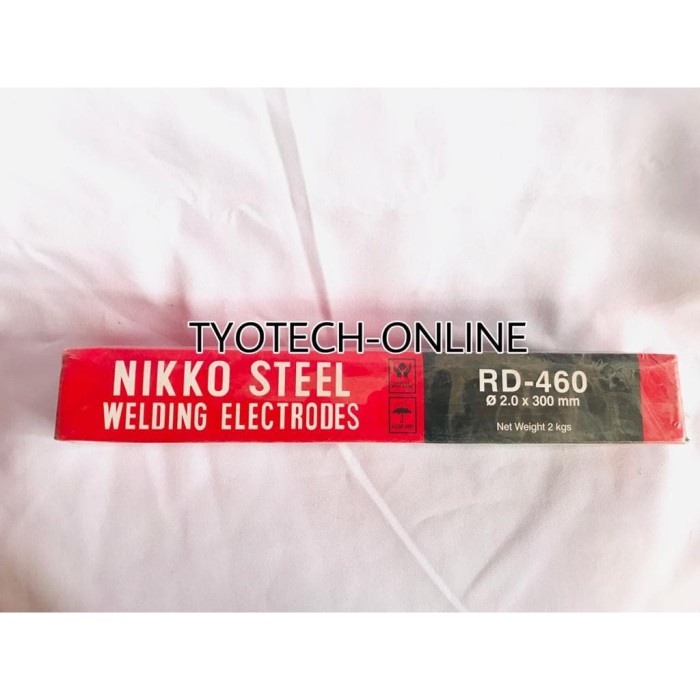 TYOTECH-ONLINE
NIKKO STEEL
WELDING ELECTRODES
RD-460
Ø 2.0 x 300 mm
Net Weight 2 kgs